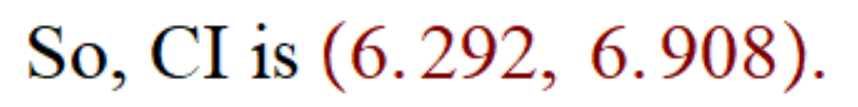 So, CI is (6.292, 6.908).